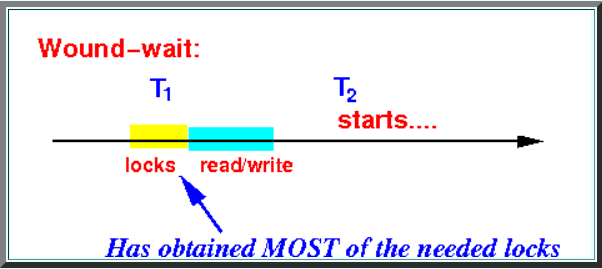 Wound−wait:
T1 T2
starts....
locks read/write
Has obtained MOST of the needed locks